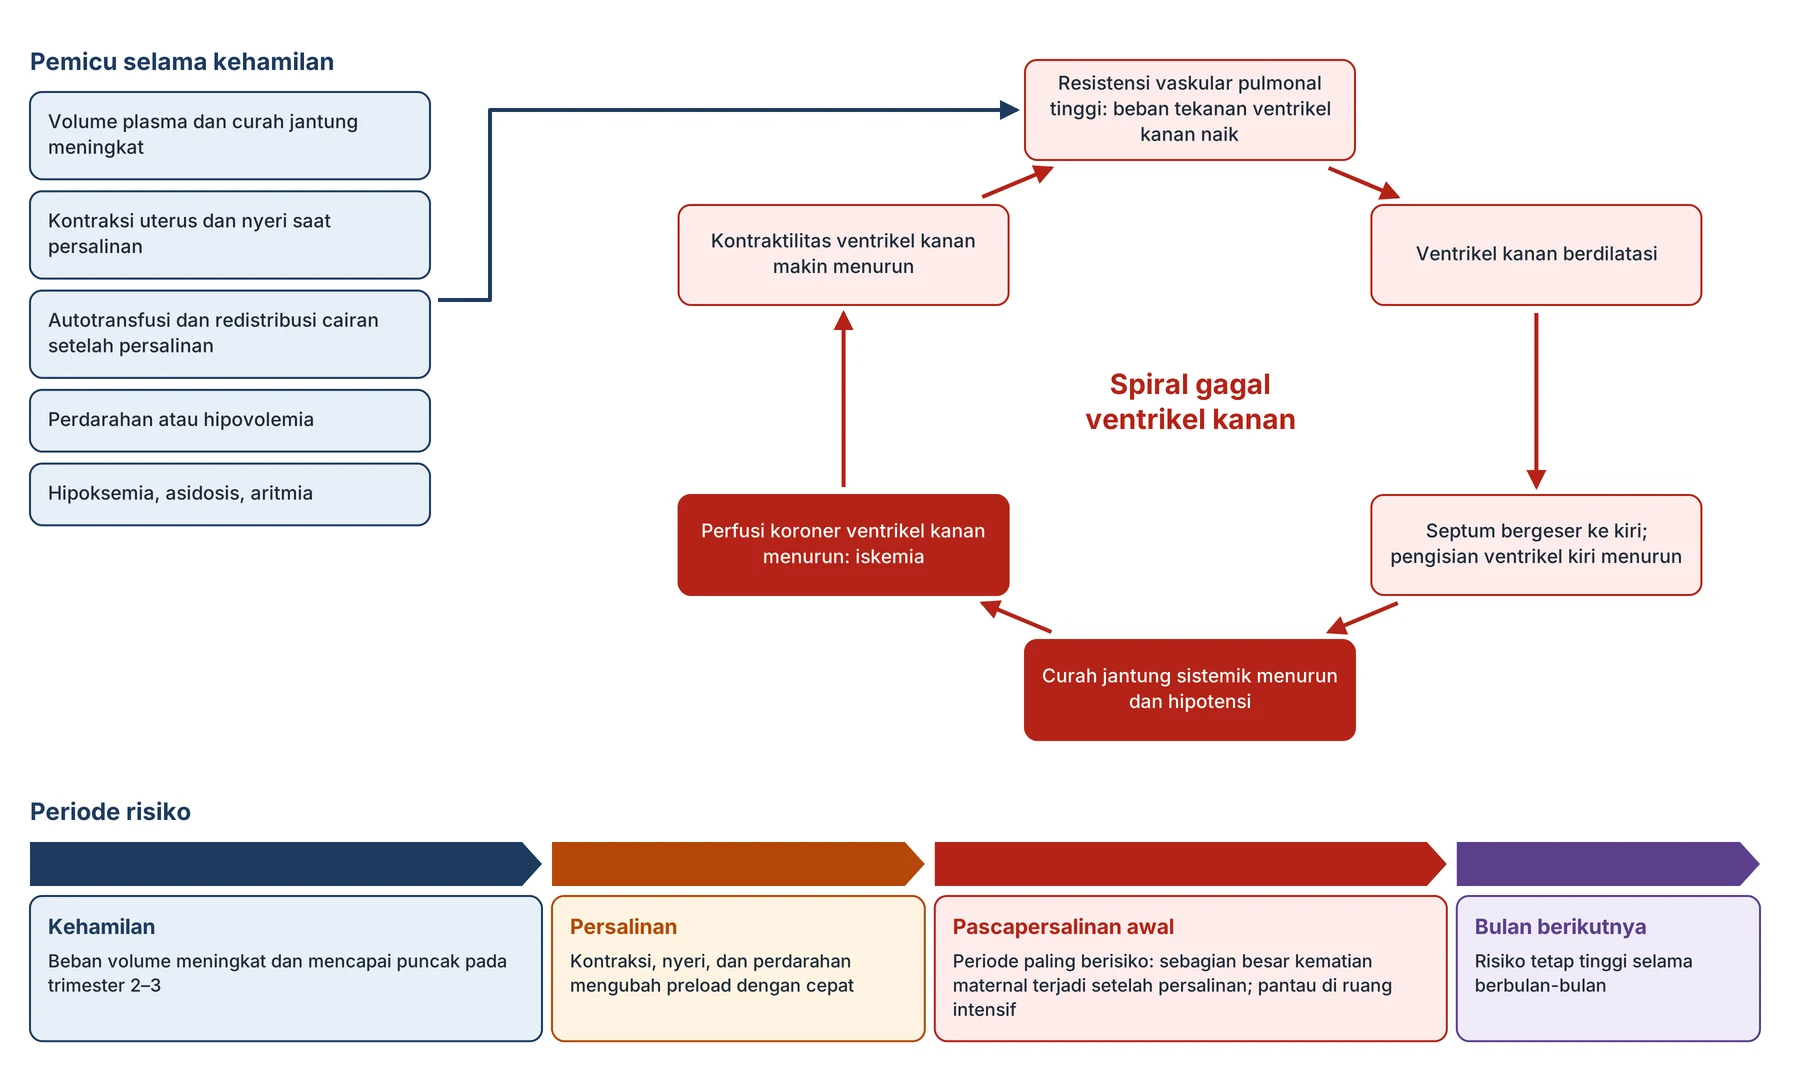 Pemicu selama kehamilan
Volume plasma dan curah jantung
meningkat
Kontraksi uterus dan nyeri saat
persalinan
Autotransfusi dan redistribusi cairan
setelah persalinan
Perdarahan atau hipovolemia
Hipoksemia, asidosis, aritmia
Resistensi vaskular pulmonal
tinggi: beban tekanan ventrikel
kanan naik
Ventrikel kanan berdilatasi
Septum bergeser ke kiri;
pengisian ventrikel kiri menurun
Curah jantung sistemik menurun
dan hipotensi
Perfusi koroner ventrikel kanan
menurun: iskemia
Kontraktilitas ventrikel kanan
makin menurun
Spiral gagal
ventrikel kanan
Periode risiko
Kehamilan
Beban volume meningkat dan mencapai puncak pada
trimester 2–3
Persalinan
Kontraksi, nyeri, dan perdarahan
mengubah preload dengan cepat
Pascapersalinan awal
Periode paling berisiko: sebagian besar kematian
maternal terjadi setelah persalinan; pantau di ruang
intensif
Bulan berikutnya
Risiko tetap tinggi selama
berbulan-bulan